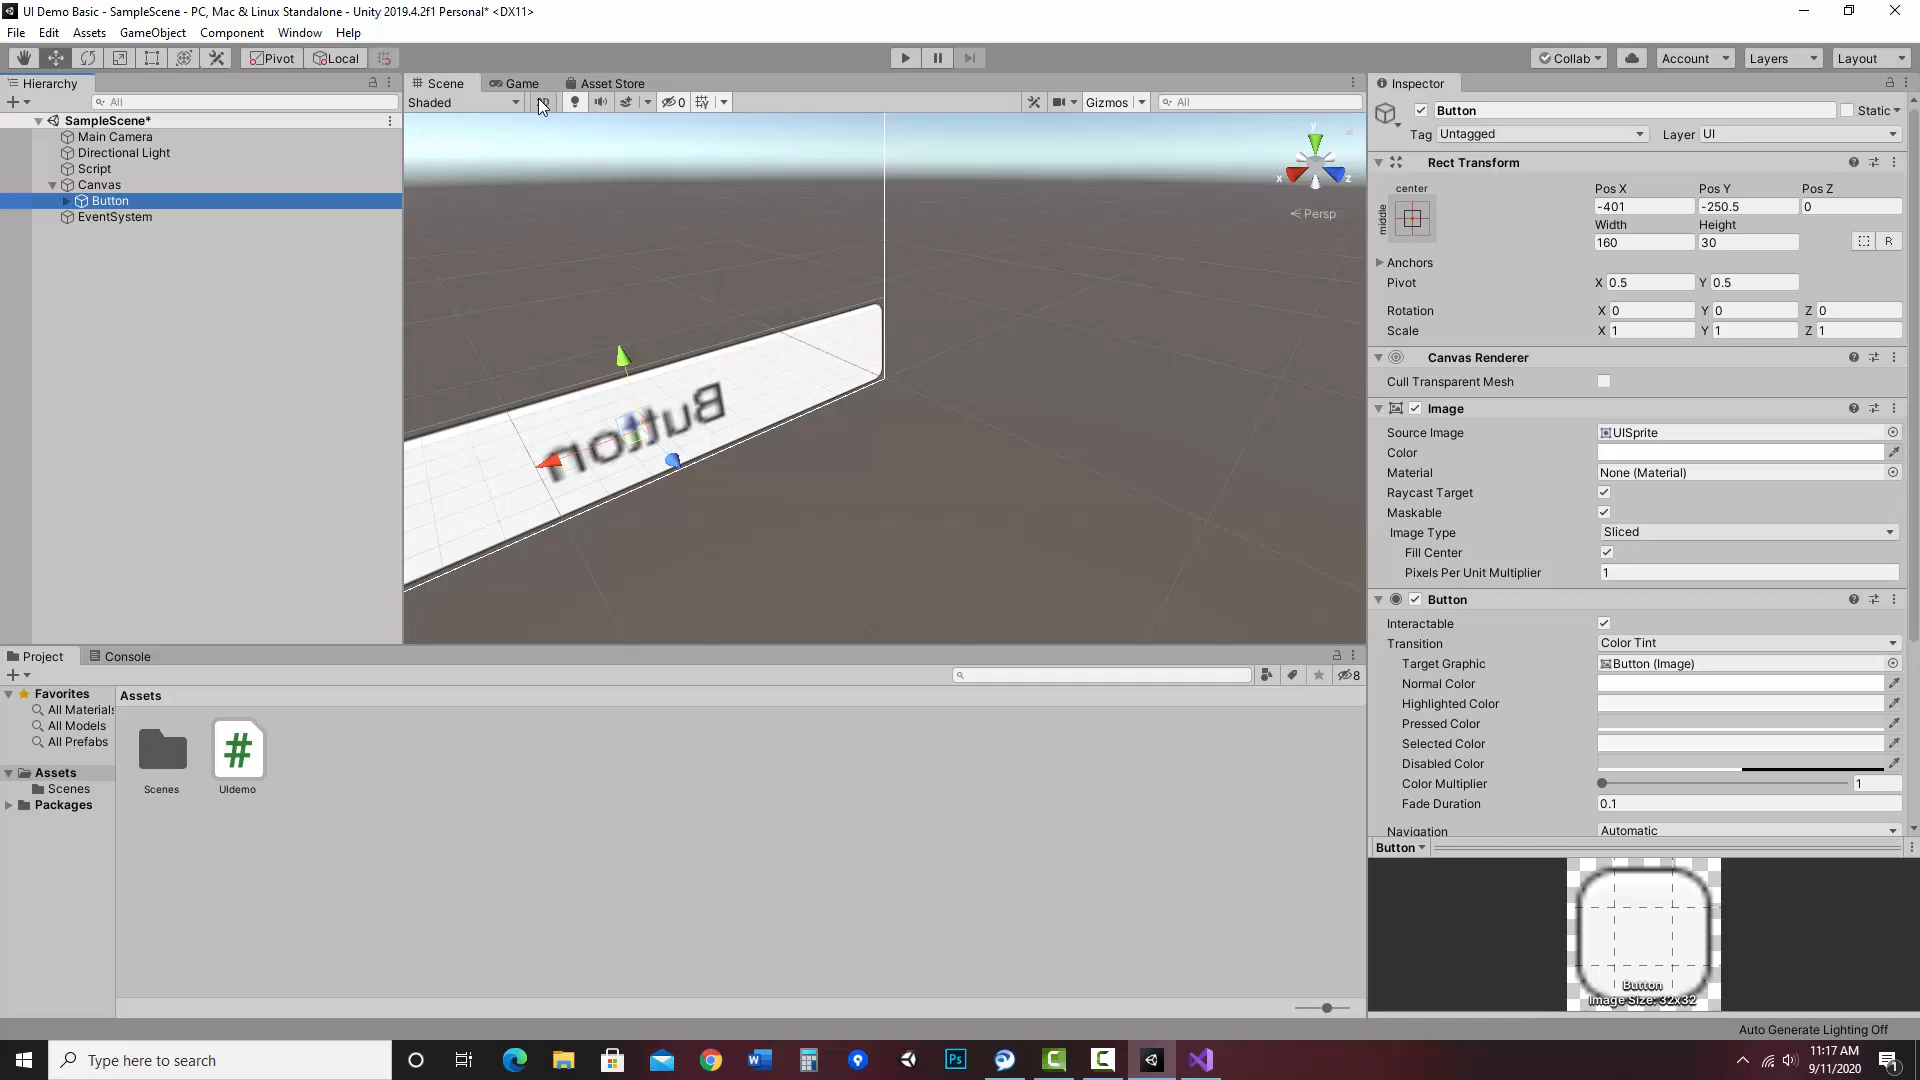 UI Demo Basic - SampleScene - PC, Mac & Linux Standalone - Unity 2019.4.2f1 Personal* <DX11>
File Edit Assets GameObject Component Window Help
Pivot Local Collab Account Layers Layout
Hierarchy
All
SampleScene*
Main Camera
Directional Light
Script
Canvas
Button
EventSystem
Scene Game Asset Store
Shaded 0 Gizmos All
y
x z
Persp
Button
Inspector
Button Static
Tag Untagged Layer UI
Rect Transform
center Pos X Pos Y Pos Z
middle -401 -250.5 0
Width Height
160 30 R
Anchors
Pivot X 0.5 Y 0.5
Rotation X 0 Y 0 Z 0
Scale X 1 Y 1 Z 1
Canvas Renderer
Cull Transparent Mesh
Image
Source Image UISprite
Color
Material None (Material)
Raycast Target
Maskable
Image Type Sliced
Fill Center
Pixels Per Unit Multiplier 1
Button
Interactable
Transition Color Tint
Target Graphic Button (Image)
Normal Color
Highlighted Color
Pressed Color
Selected Color
Disabled Color
Color Multiplier 1
Fade Duration 0.1
Navigation Automatic
Button
Button
Image Size: 32x32
Project Console
8
Favorites
All Materials
All Models
All Prefabs
Assets
Scenes
Packages
Assets
Scenes UIdemo
#
Auto Generate Lighting Off
Type here to search
W
Ps
11:17 AM
9/11/2020
1